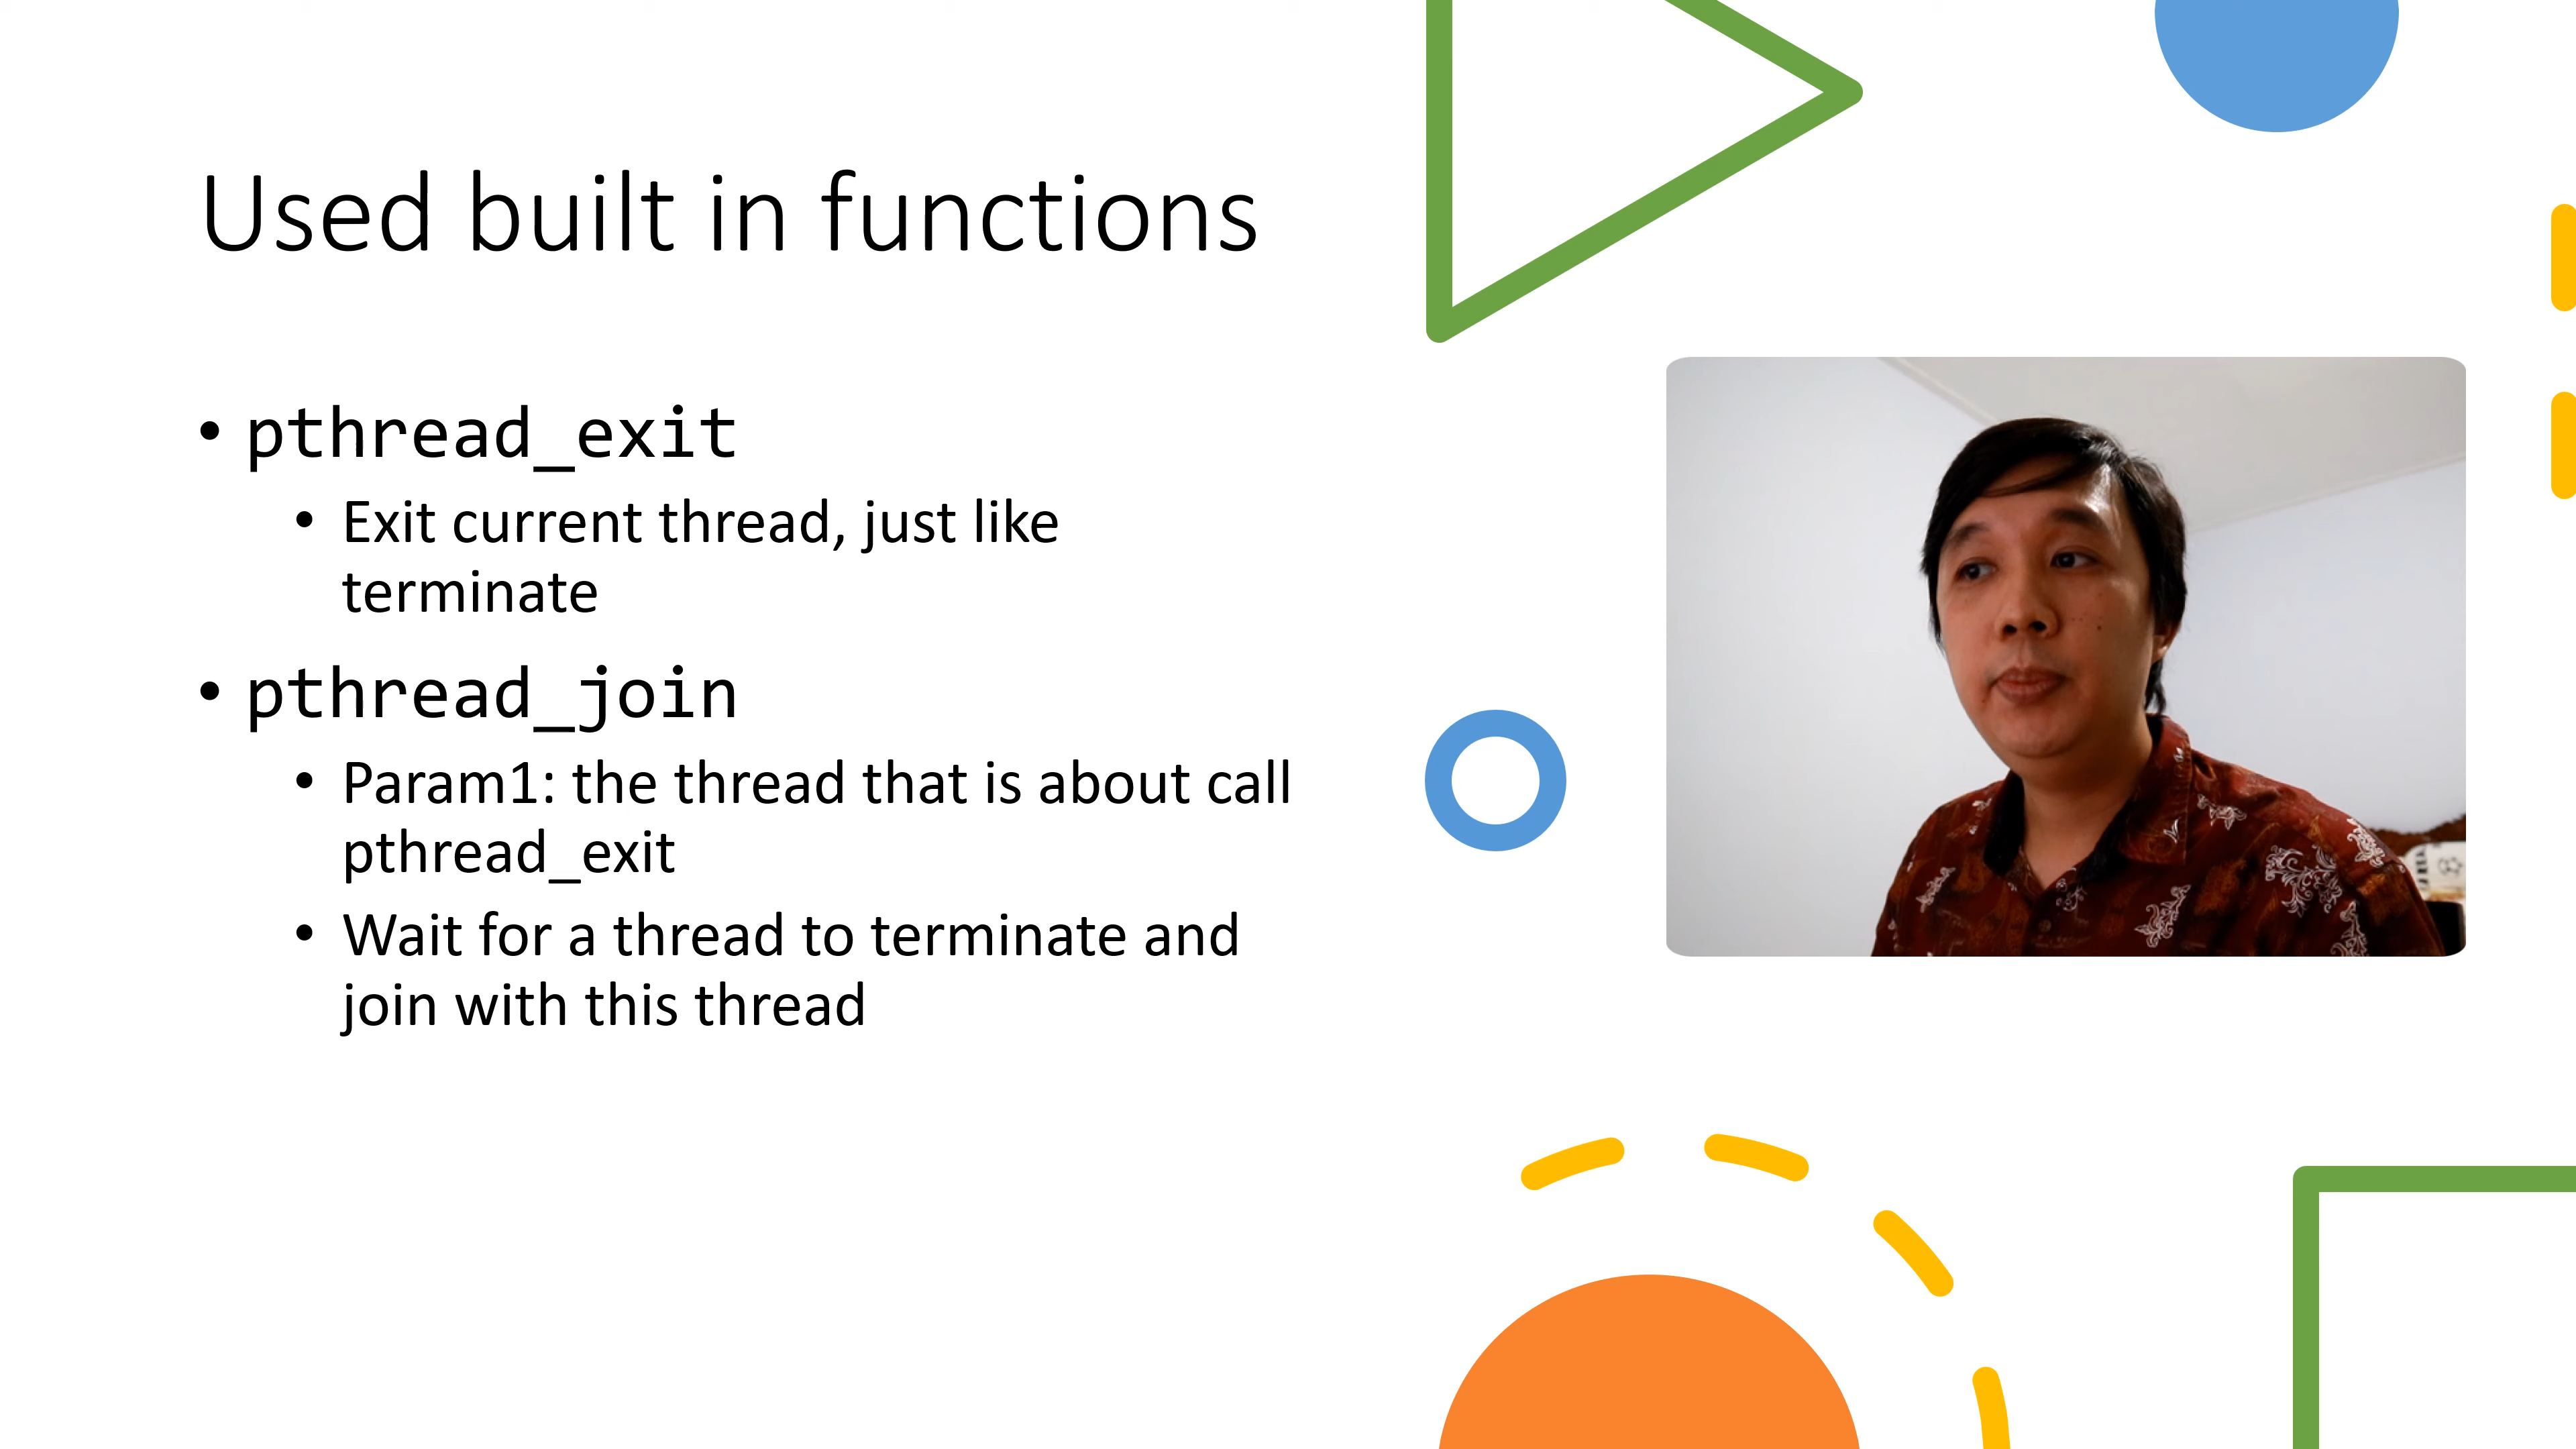 Used built in functions
• pthread_exit
• Exit current thread, just like
terminate
• pthread_join
• Param1: the thread that is about call
pthread_exit
• Wait for a thread to terminate and
join with this thread